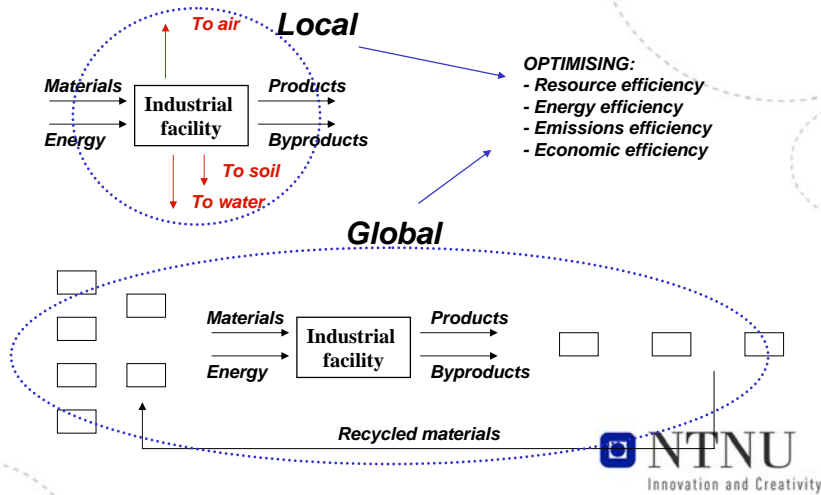 To air
Local
Materials
Energy
Industrial
facility
Products
Byproducts
To soil
To water
OPTIMISING:
- Resource efficiency
- Energy efficiency
- Emissions efficiency
- Economic efficiency
Global
Materials
Energy
Industrial
facility
Products
Byproducts
Recycled materials
NTNU
Innovation and Creativity